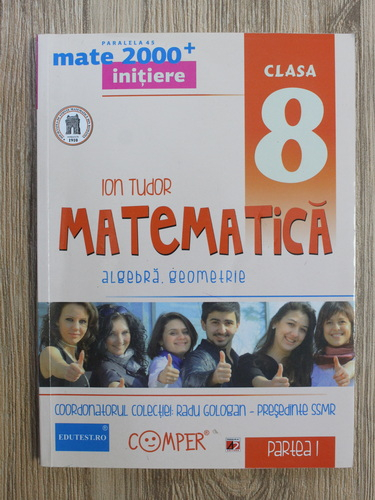 PARALELA 45
mate 2000+
inițiere
CLASA
8
1910
ION TUDOR
MATEMATICĂ
algebră, geometrie
COORDONATORUL COLECȚIEI: RADU GOLOGAN - PREȘEDINTE SSMR
EDUTEST.RO
COMPER
PARTEA I